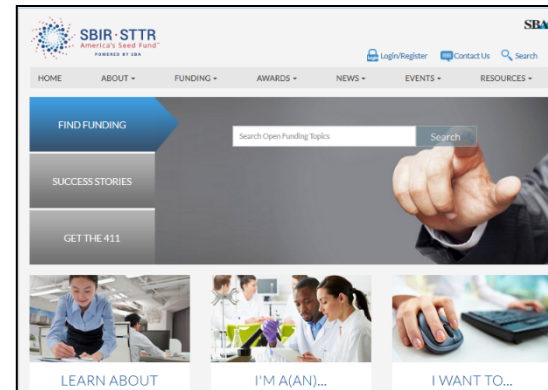 SBIR·STTR
America's Seed Fund™
POWERED BY SBA
SBA
Login/Register Contact Us Search
HOME ABOUT FUNDING AWARDS NEWS EVENTS RESOURCES
FIND FUNDING
Search Open Funding Topics Search
SUCCESS STORIES
GET THE 411
LEARN ABOUT I'M A(AN)... I WANT TO...